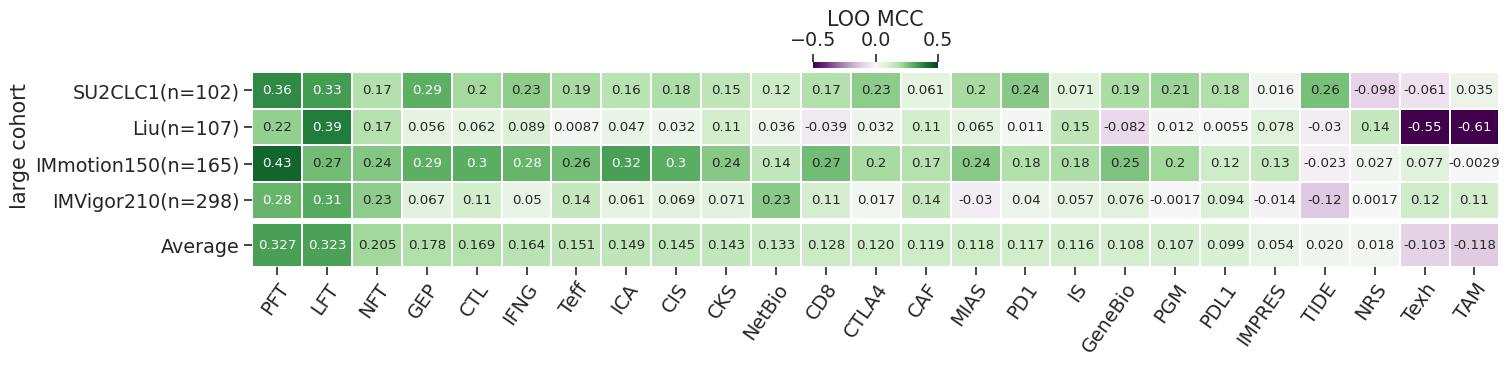 LOO MCC
−0.5 0.0 0.5
large cohort
SU2CLC1(n=102) 0.36 0.33 0.17 0.29 0.2 0.23 0.19 0.16 0.18 0.15 0.12 0.17 0.23 0.061 0.2 0.24 0.071 0.19 0.21 0.18 0.016 0.26 -0.098 -0.061 0.035
Liu(n=107) 0.22 0.39 0.17 0.056 0.062 0.089 0.0087 0.047 0.032 0.11 0.036 -0.039 0.032 0.11 0.065 0.011 0.15 -0.082 0.012 0.0055 0.078 -0.03 0.14 -0.55 -0.61
IMmotion150(n=165) 0.43 0.27 0.24 0.29 0.3 0.28 0.26 0.32 0.3 0.24 0.14 0.27 0.2 0.17 0.24 0.18 0.18 0.25 0.2 0.12 0.13 -0.023 0.027 0.077 -0.0029
IMVigor210(n=298) 0.28 0.31 0.23 0.067 0.11 0.05 0.14 0.061 0.069 0.071 0.23 0.11 0.017 0.14 -0.03 0.04 0.057 0.076 -0.0017 0.094 -0.014 -0.12 0.0017 0.12 0.11
Average 0.327 0.323 0.205 0.178 0.169 0.164 0.151 0.149 0.145 0.143 0.133 0.128 0.120 0.119 0.118 0.117 0.116 0.108 0.107 0.099 0.054 0.020 0.018 -0.103 -0.118
PFT LFT NFT GEP CTL IFNG Teff ICA CIS CKS NetBio CD8 CTLA4 CAF MIAS PD1 IS GeneBio PGM PDL1 IMPRES TIDE NRS Texh TAM